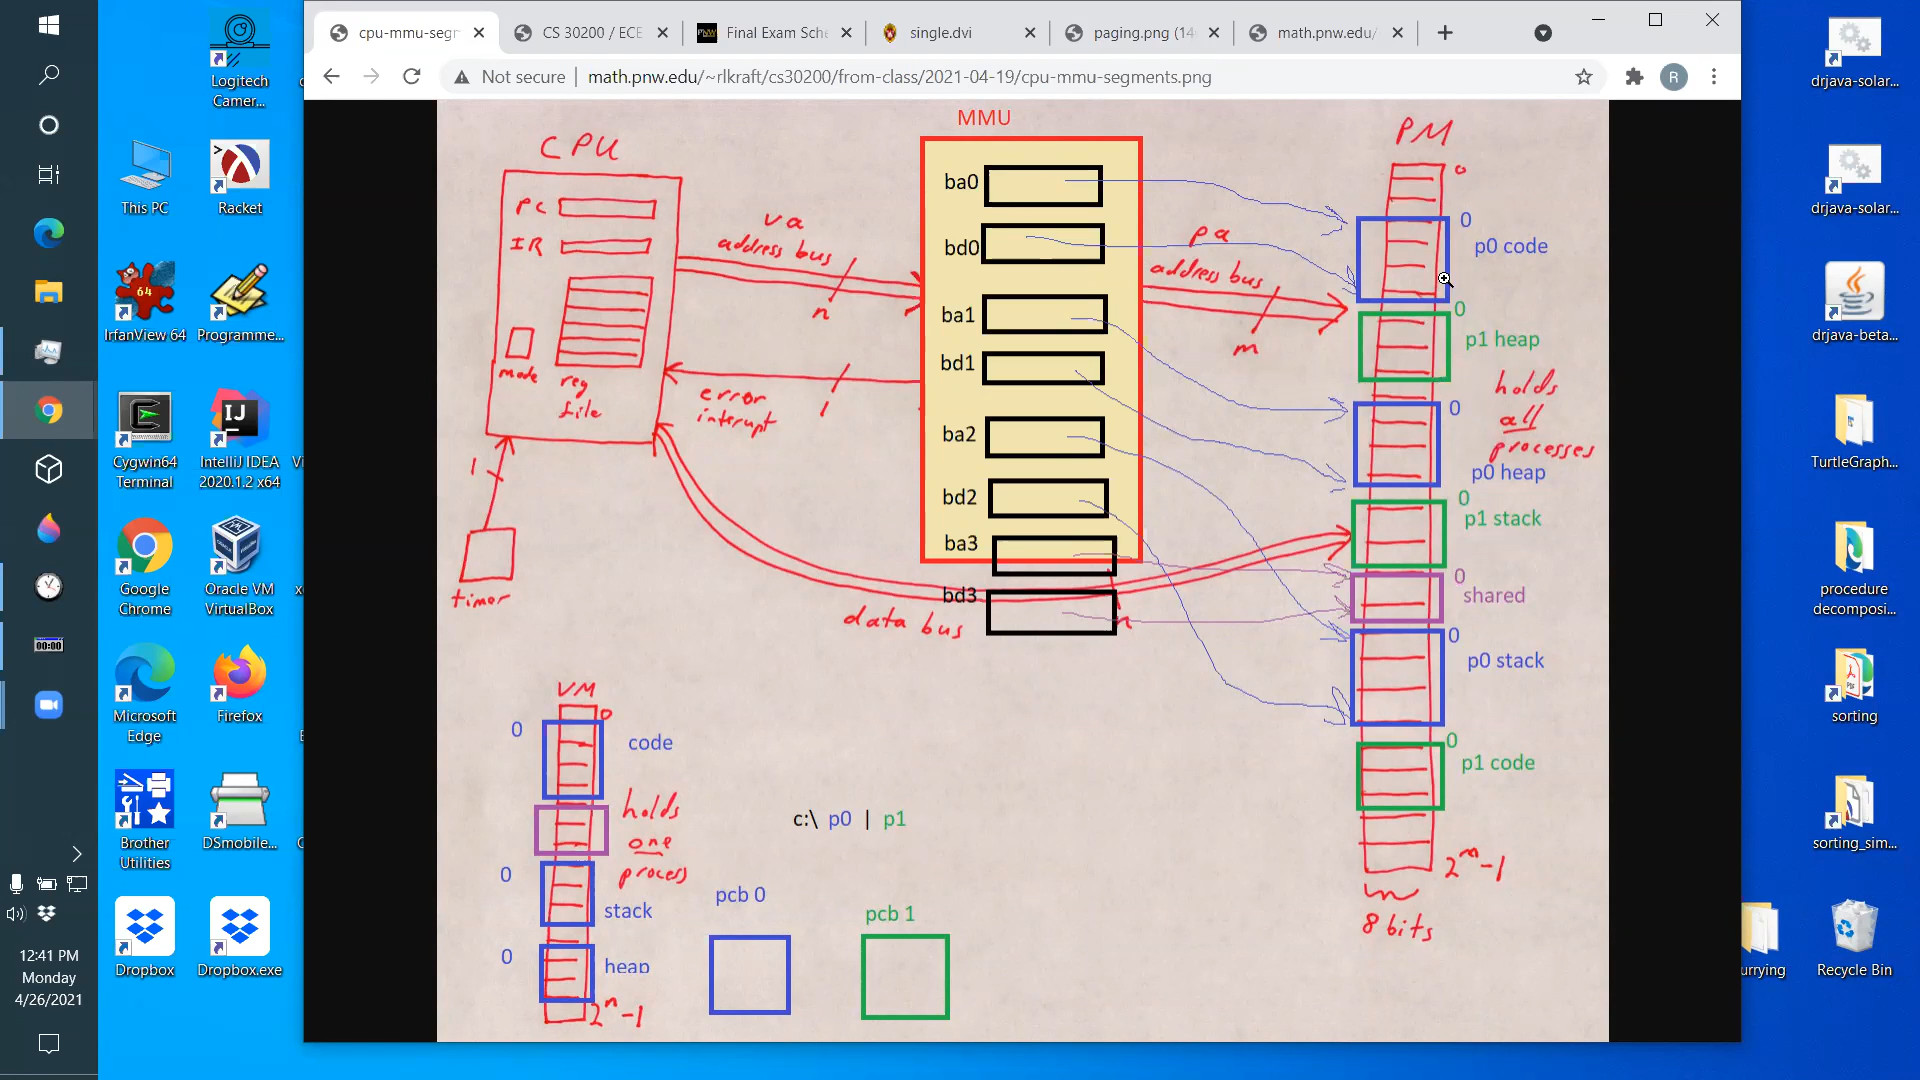 cpu-mmu-segm
CS 30200 / ECE
Final Exam Sche
single.dvi
paging.png (14
math.pnw.edu/
Not secure | math.pnw.edu/~rlkraft/cs30200/from-class/2021-04-19/cpu-mmu-segments.png
R
Logitech
Camer...
This PC
Racket
IrfanView 64
Programme...
Cygwin64
Terminal
IntelliJ IDEA
2020.1.2 x64
Vi
Google
Chrome
Oracle VM
VirtualBox
Microsoft
Edge
Firefox
Brother
Utilities
DSmobile...
Dropbox
Dropbox.exe
00:00
12:41 PM
Monday
4/26/2021
CPU
PC
IR
mode
reg
file
1
timer
va
address bus
n
error
interupt
1
data bus
n
MMU
ba0
bd0
ba1
bd1
ba2
bd2
ba3
bd3
pa
address bus
m
PM
0
0
p0 code
0
p1 heap
holds
all
processes
0
p0 heap
0
p1 stack
0
shared
0
p0 stack
0
p1 code
2^m-1
8 bits
VM
0
0
code
holds
one
process
0
stack
0
heap
2^n-1
c:\ p0 | p1
pcb 0
pcb 1
drjava-solar...
drjava-solar...
drjava-beta...
TurtleGraph...
procedure
decomposi...
sorting
sorting_sim...
urrying
Recycle Bin